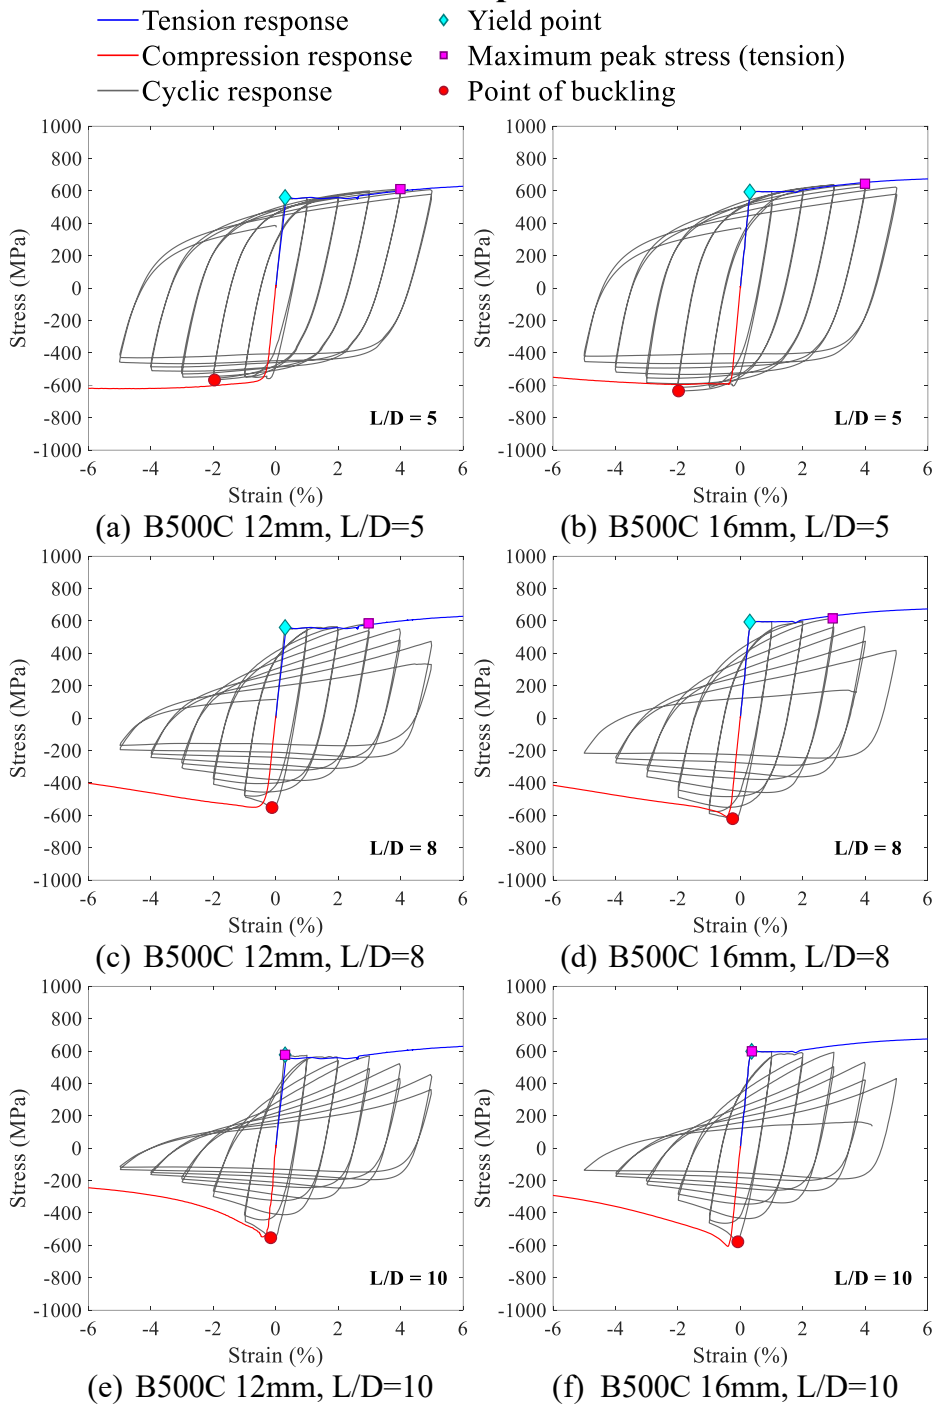 Tension response
Yield point
Compression response
Maximum peak stress (tension)
Cyclic response
Point of buckling
1000
800
600
400
200
0
-200
-400
-600
-800
-1000
Stress (MPa)
L/D = 5
-6 -4 -2 0 2 4 6
Strain (%)
(a) B500C 12mm, L/D=5
1000
800
600
400
200
0
-200
-400
-600
-800
-1000
Stress (MPa)
L/D = 5
-6 -4 -2 0 2 4 6
Strain (%)
(b) B500C 16mm, L/D=5
1000
800
600
400
200
0
-200
-400
-600
-800
-1000
Stress (MPa)
L/D = 8
-6 -4 -2 0 2 4 6
Strain (%)
(c) B500C 12mm, L/D=8
1000
800
600
400
200
0
-200
-400
-600
-800
-1000
Stress (MPa)
L/D = 8
-6 -4 -2 0 2 4 6
Strain (%)
(d) B500C 16mm, L/D=8
1000
800
600
400
200
0
-200
-400
-600
-800
-1000
Stress (MPa)
L/D = 10
-6 -4 -2 0 2 4 6
Strain (%)
(e) B500C 12mm, L/D=10
1000
800
600
400
200
0
-200
-400
-600
-800
-1000
Stress (MPa)
L/D = 10
-6 -4 -2 0 2 4 6
Strain (%)
(f) B500C 16mm, L/D=10